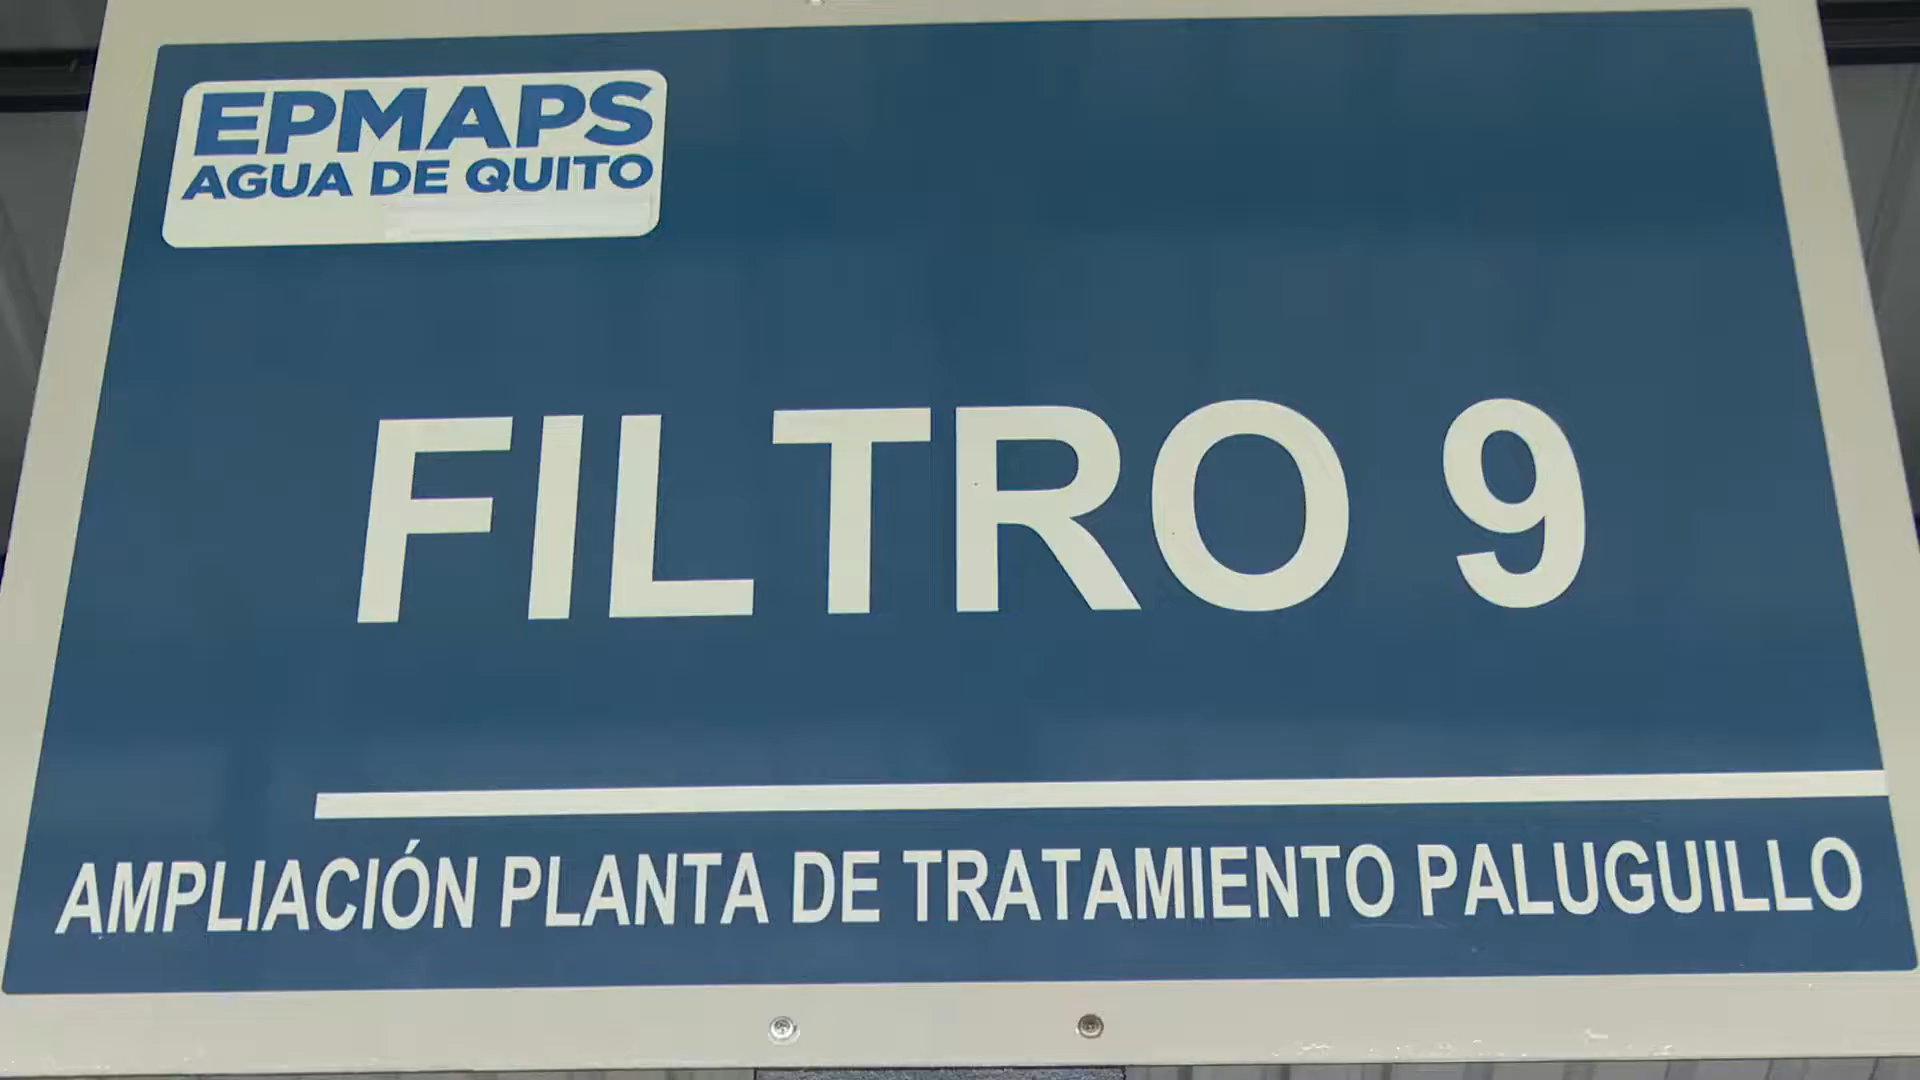 EPMAPS
AGUA DE QUITO
FILTRO 9
AMPLIACIÓN PLANTA DE TRATAMIENTO PALUGUILLO